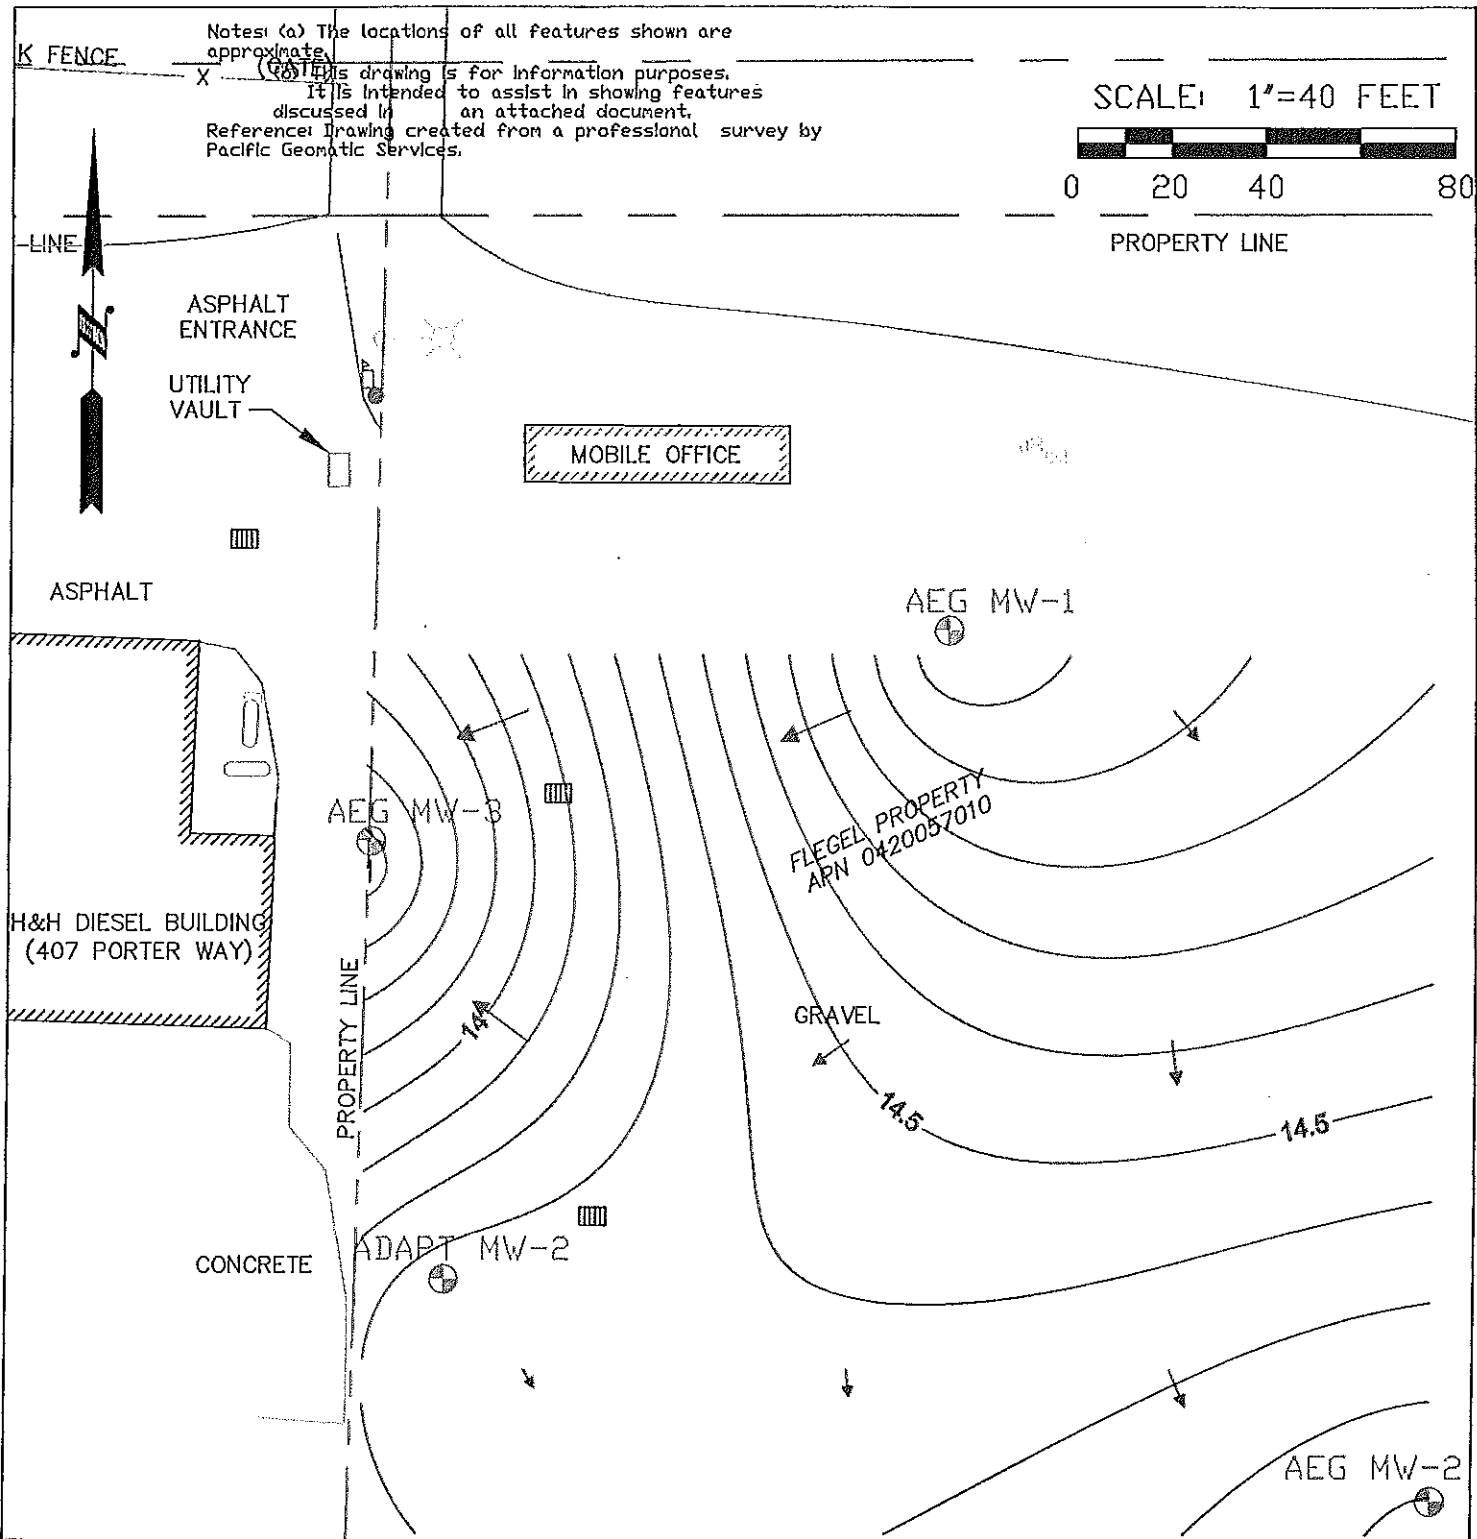 Notes: (a) The locations of all features shown are
approximate.
K FENCE
X
(GATE)
(b) This drawing is for information purposes.
It is intended to assist in showing features
discussed in an attached document.
Reference: Drawing created from a professional survey by
Pacific Geomatic Services.
SCALE: 1"=40 FEET
0 20 40 80
LINE
PROPERTY LINE
ASPHALT
ENTRANCE
UTILITY
VAULT
MOBILE OFFICE
ASPHALT
AEG MW-1
AEG MW-3
FLEGEL PROPERTY
APN 0420057010
H&H DIESEL BUILDING
(407 PORTER WAY)
PROPERTY LINE
14
GRAVEL
14.5
14.5
CONCRETE
ADAPT MW-2
AEG MW-2